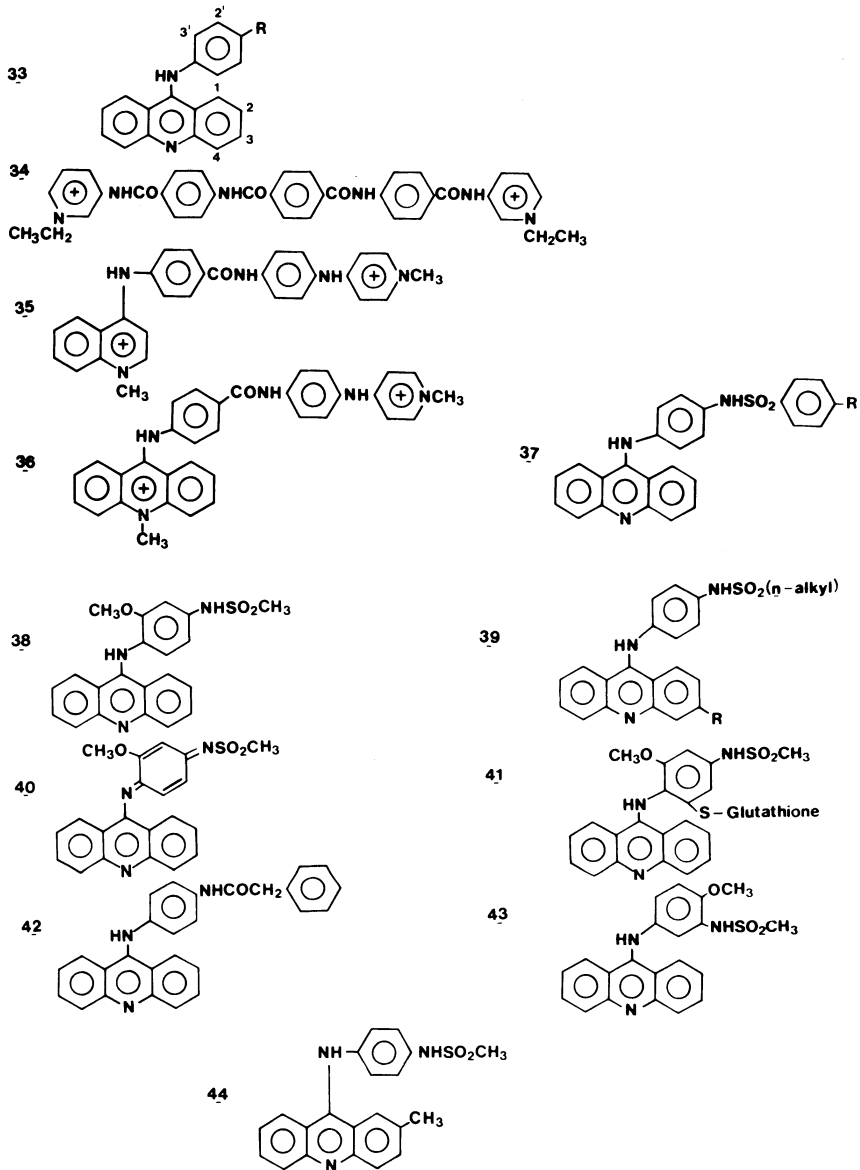 33
3'
2'
R
HN
1
2
3
4
N
34
+
N
CH3CH2
NHCO
NHCO
CONH
CONH
+
N
CH2CH3
35
HN
CONH
NH
+
N
CH3
+
N
CH3
36
HN
CONH
NH
+
N
CH3
+
N
CH3
37
HN
NHSO2
R
N
38
CH3O
NHSO2CH3
HN
N
39
NHSO2(n-alkyl)
HN
N
R
40
CH3O
NSO2CH3
N
N
41
CH3O
NHSO2CH3
HN
S-Glutathione
N
42
NHCOCH2
HN
N
43
OCH3
HN
NHSO2CH3
N
44
NH
NHSO2CH3
CH3
N